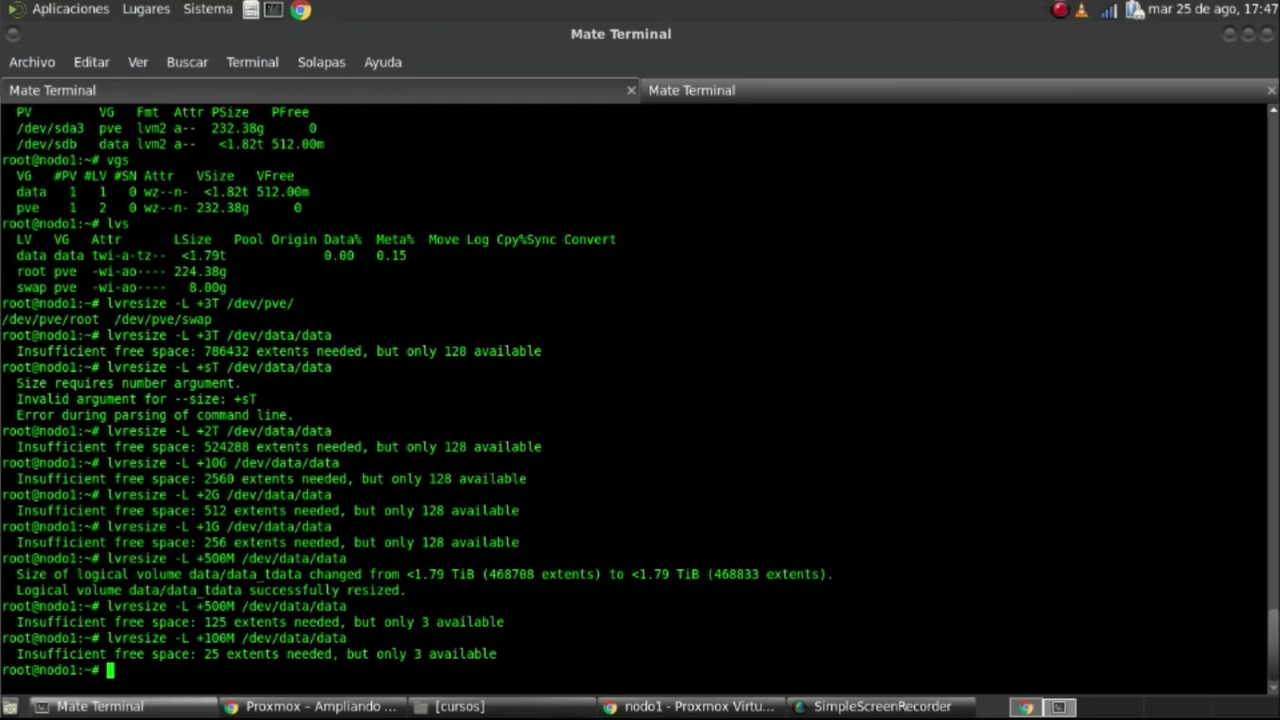 Aplicaciones Lugares Sistema mar 25 de ago, 17:47
Mate Terminal
Archivo Editar Ver Buscar Terminal Solapas Ayuda
Mate Terminal × Mate Terminal ×
PV VG Fmt Attr PSize PFree
/dev/sda3 pve lvm2 a-- 232.38g 0
/dev/sdb data lvm2 a-- <1.82t 512.00m
root@nodo1:~# vgs
VG #PV #LV #SN Attr VSize VFree
data 1 1 0 wz--n- <1.82t 512.00m
pve 1 2 0 wz--n- 232.38g 0
root@nodo1:~# lvs
LV VG Attr LSize Pool Origin Data% Meta% Move Log Cpy%Sync Convert
data data twi-a-tz-- <1.79t 0.00 0.15
root pve -wi-ao---- 224.38g
swap pve -wi-ao---- 8.00g
root@nodo1:~# lvresize -L +3T /dev/pve/
/dev/pve/root /dev/pve/swap
root@nodo1:~# lvresize -L +3T /dev/data/data
Insufficient free space: 786432 extents needed, but only 128 available
root@nodo1:~# lvresize -L +sT /dev/data/data
Size requires number argument.
Invalid argument for --size: +sT
Error during parsing of command line.
root@nodo1:~# lvresize -L +2T /dev/data/data
Insufficient free space: 524288 extents needed, but only 128 available
root@nodo1:~# lvresize -L +10G /dev/data/data
Insufficient free space: 2560 extents needed, but only 128 available
root@nodo1:~# lvresize -L +2G /dev/data/data
Insufficient free space: 512 extents needed, but only 128 available
root@nodo1:~# lvresize -L +1G /dev/data/data
Insufficient free space: 256 extents needed, but only 128 available
root@nodo1:~# lvresize -L +500M /dev/data/data
Size of logical volume data/data_tdata changed from <1.79 TiB (468708 extents) to <1.79 TiB (468833 extents).
Logical volume data/data_tdata successfully resized.
root@nodo1:~# lvresize -L +500M /dev/data/data
Insufficient free space: 125 extents needed, but only 3 available
root@nodo1:~# lvresize -L +100M /dev/data/data
Insufficient free space: 25 extents needed, but only 3 available
root@nodo1:~#
Mate Terminal Proxmox – Ampliando ... [cursos] nodo1 - Proxmox Virtu... SimpleScreenRecorder